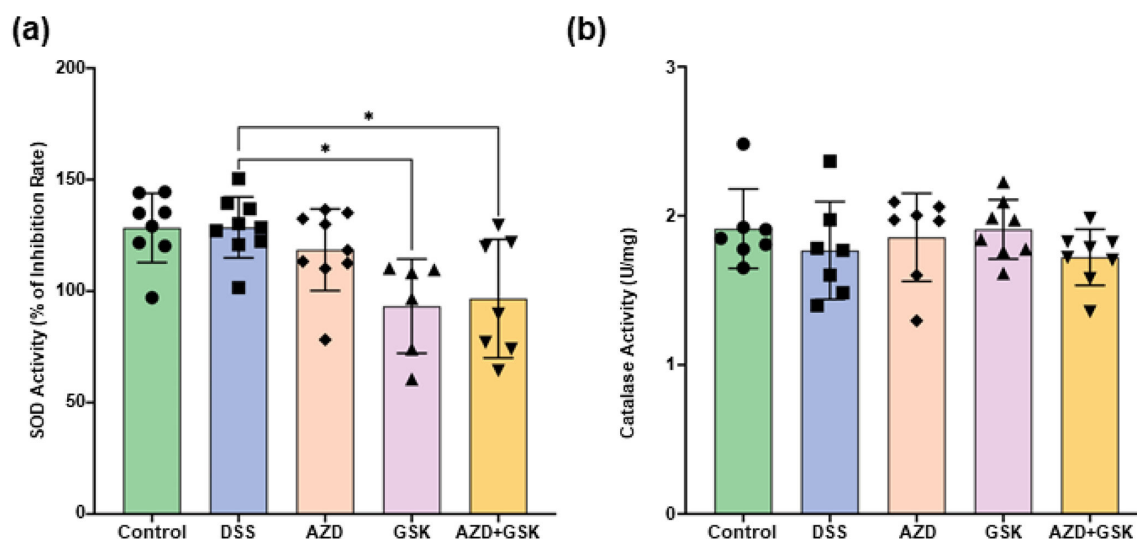 (a)
SOD Activity (% of Inhibition Rate)
200
150
100
50
0
*
*
Control DSS AZD GSK AZD+GSK
(b)
Catalase Activity (U/mg)
3
2
1
0
Control DSS AZD GSK AZD+GSK